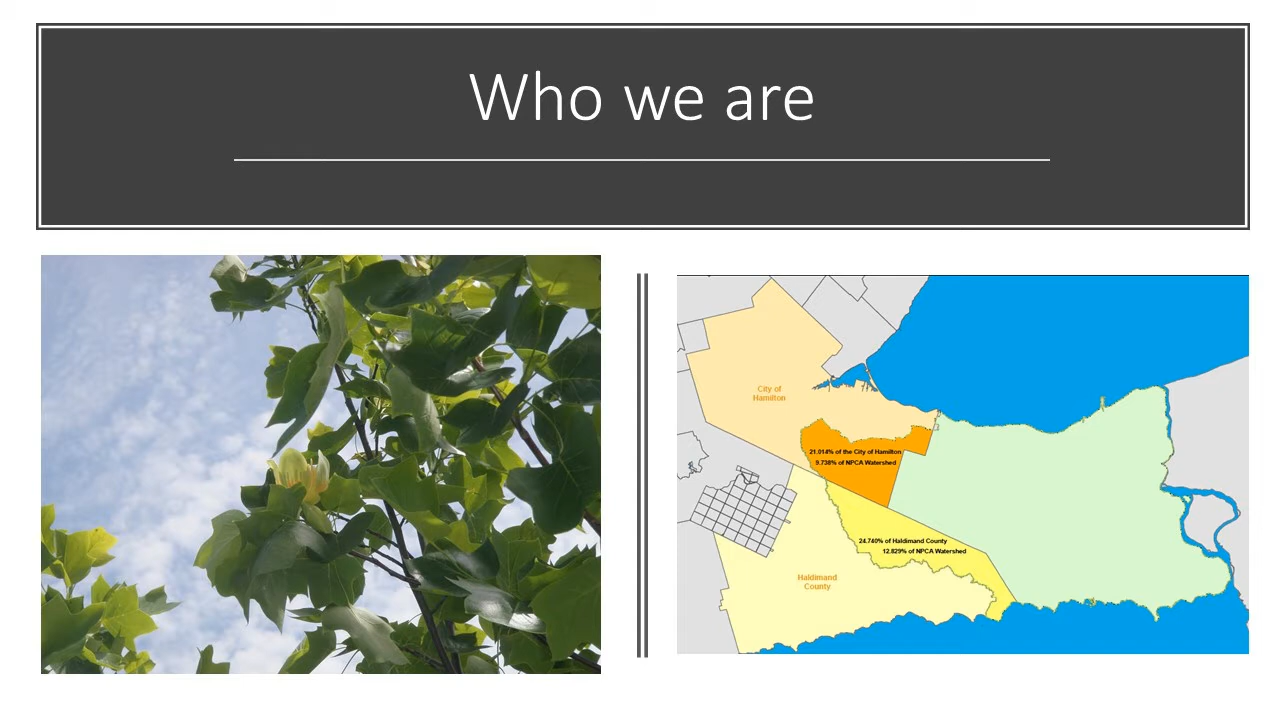 Who we are
City of
Hamilton
21.014% of the City of Hamilton
9.738% of NPCA Watershed
24.740% of Haldimand County
12.829% of NPCA Watershed
Haldimand
County